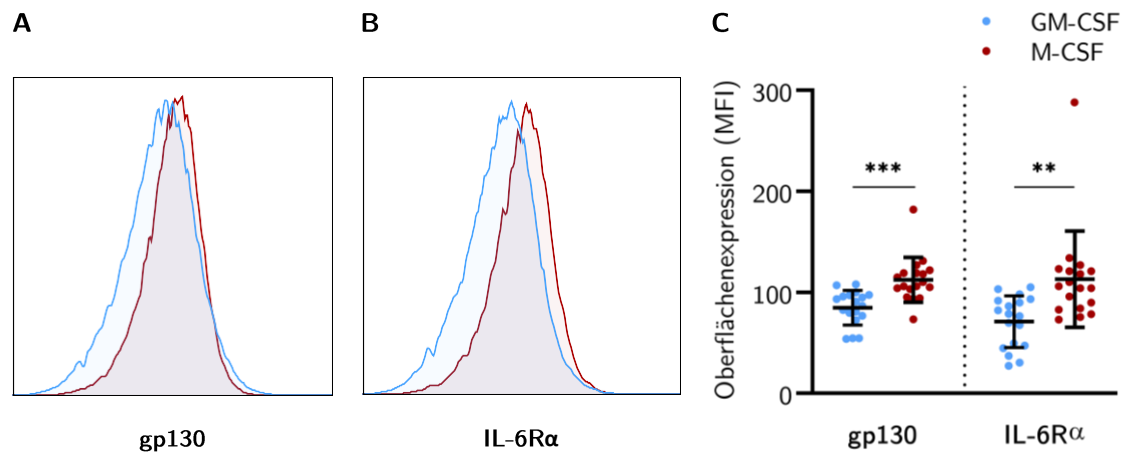 A
B
C
GM-CSF
M-CSF
Oberflächenexpression (MFI)
300
200
100
0
***
**
gp130
IL-6Rα
gp130
IL-6Rα